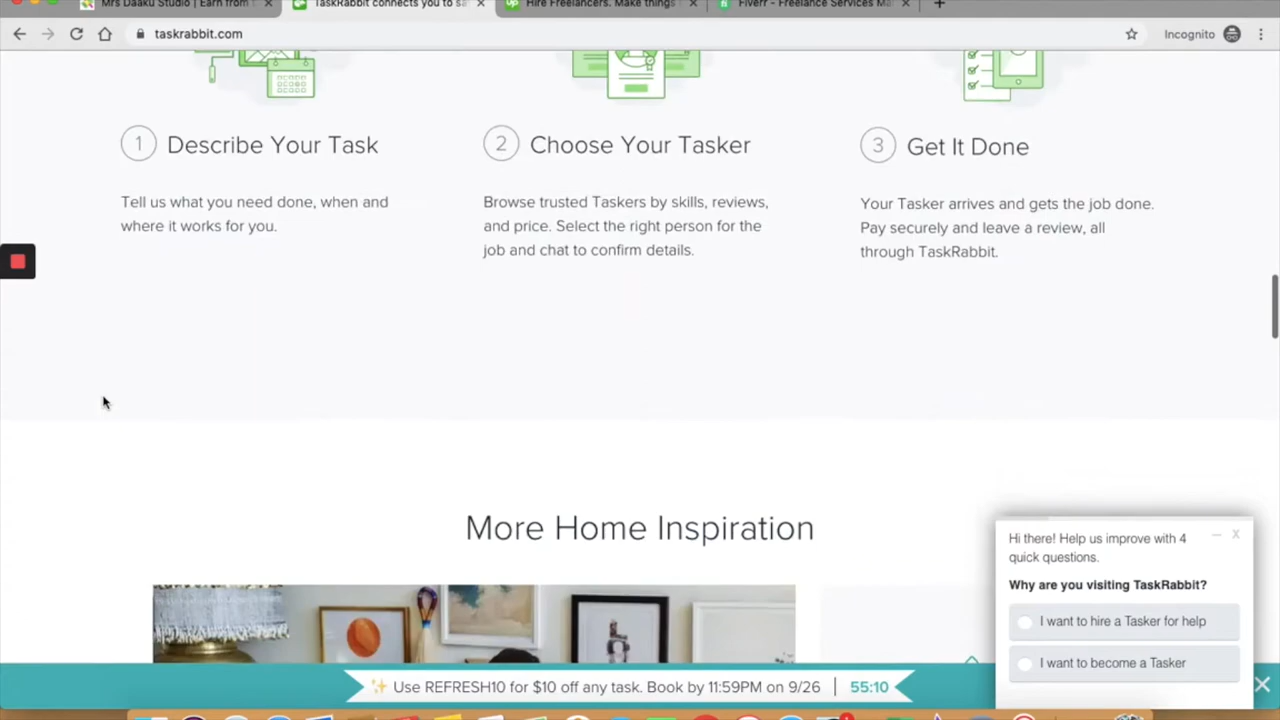 Mrs Daaku Studio | Earn from
TaskRabbit connects you to sa
Hire Freelancers. Make things
Fiverr - Freelance Services Ma
taskrabbit.com
Incognito
1 Describe Your Task
Tell us what you need done, when and
where it works for you.
2 Choose Your Tasker
Browse trusted Taskers by skills, reviews,
and price. Select the right person for the
job and chat to confirm details.
3 Get It Done
Your Tasker arrives and gets the job done.
Pay securely and leave a review, all
through TaskRabbit.
More Home Inspiration
Hi there! Help us improve with 4
quick questions.
Why are you visiting TaskRabbit?
I want to hire a Tasker for help
I want to become a Tasker
✨ Use REFRESH10 for $10 off any task. Book by 11:59PM on 9/26 | 55:10